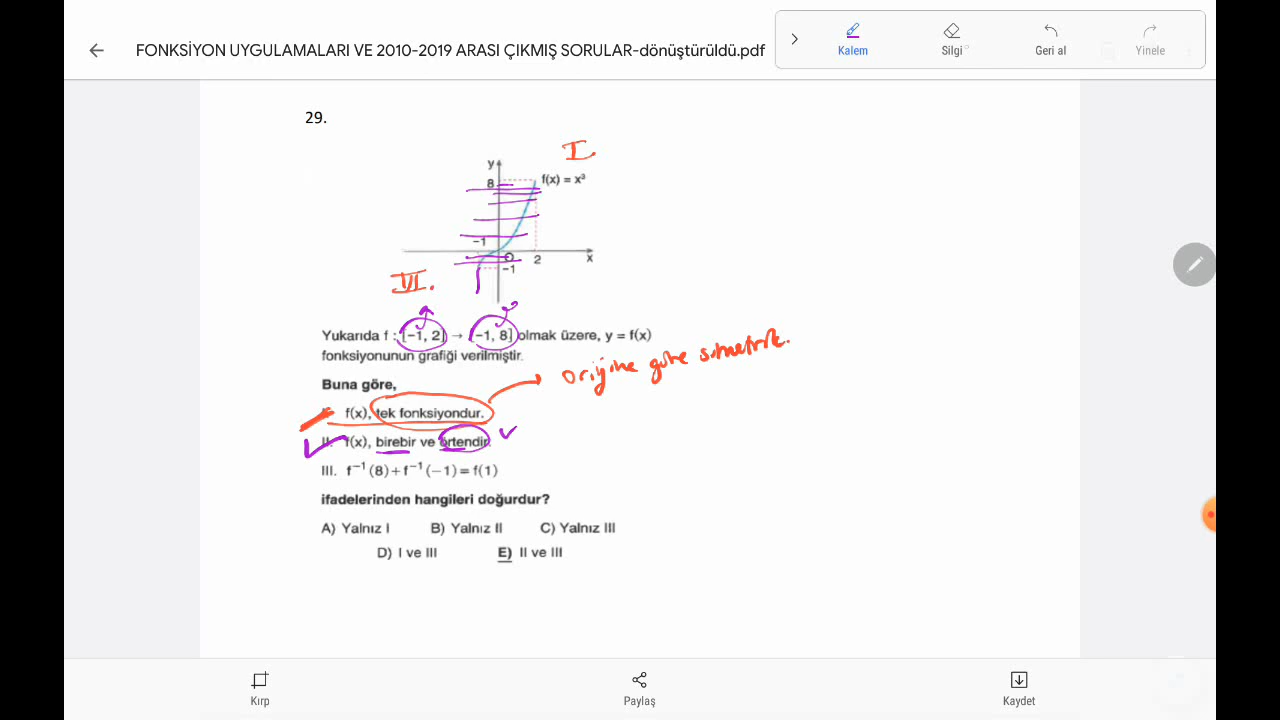 FONKSİYON UYGULAMALARI VE 2010-2019 ARASI ÇIKMIŞ SORULAR-dönüştürüldü.pdf
Kalem
Silgi
Geri al
Yinele
29.
I
y
8
f(x) = x³
-1
O
2
x
-1
VI.
Yukarıda f : [-1, 2] → [-1, 8] olmak üzere, y = f(x)
fonksiyonunun grafiği verilmiştir.
Buna göre,
orijine göre simetrik.
f(x), tek fonksiyondur.
II. f(x), birebir ve örtendir.
III. f⁻¹(8)+f⁻¹(-1)=f(1)
ifadelerinden hangileri doğurdur?
A) Yalnız I B) Yalnız II C) Yalnız III
D) I ve III E) II ve III
Kırp
Paylaş
Kaydet